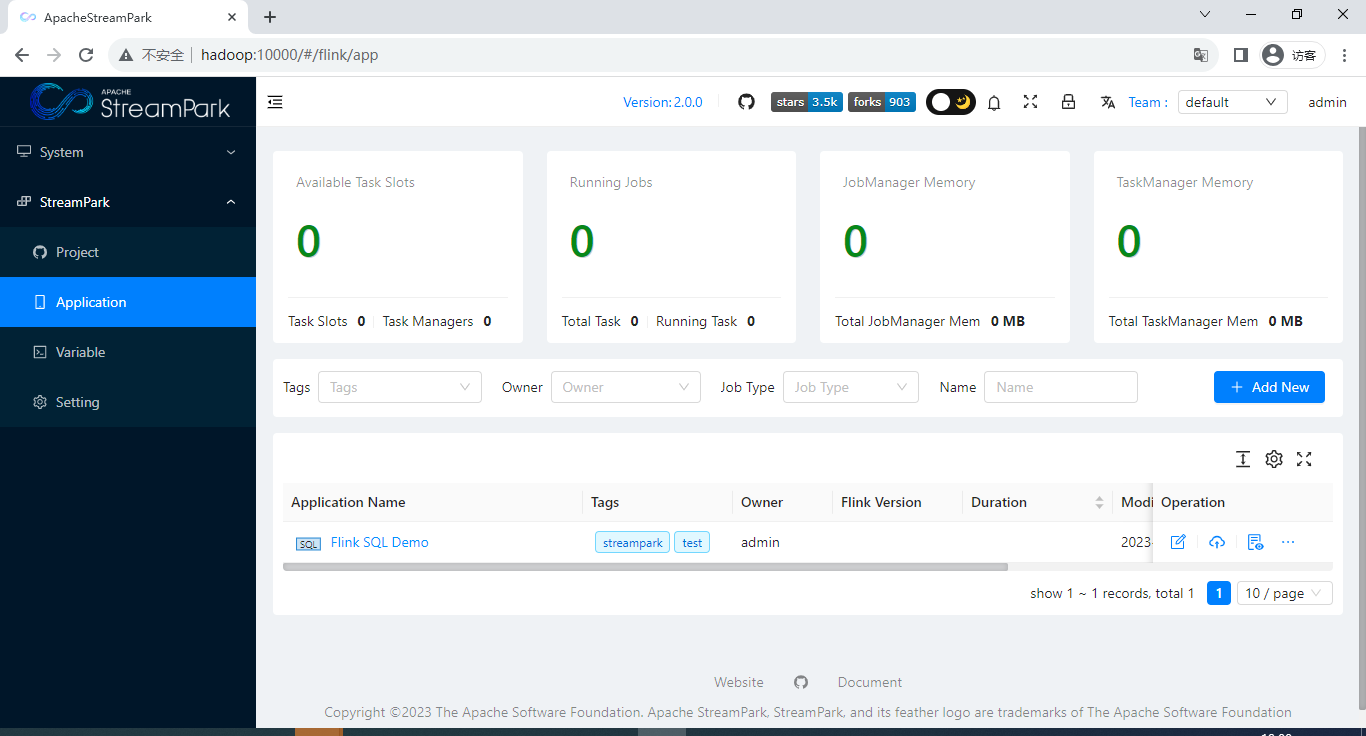 ApacheStreamPark
不安全 hadoop:10000/#/flink/app 访客
APACHE
StreamPark
Version:2.0.0 stars 3.5k forks 903 Team : default admin
System
StreamPark
Project
Application
Variable
Setting
Available Task Slots Running Jobs JobManager Memory TaskManager Memory
0 0 0 0
Task Slots 0 Task Managers 0 Total Task 0 Running Task 0 Total JobManager Mem 0 MB Total TaskManager Mem 0 MB
Tags Tags Owner Owner Job Type Job Type Name Name Add New
Application Name Tags Owner Flink Version Duration Modi Operation
SQL Flink SQL Demo streampark test admin 2023-
show 1 ~ 1 records, total 1 1 10 / page
Website Document
Copyright ©2023 The Apache Software Foundation. Apache StreamPark, StreamPark, and its feather logo are trademarks of The Apache Software Foundation